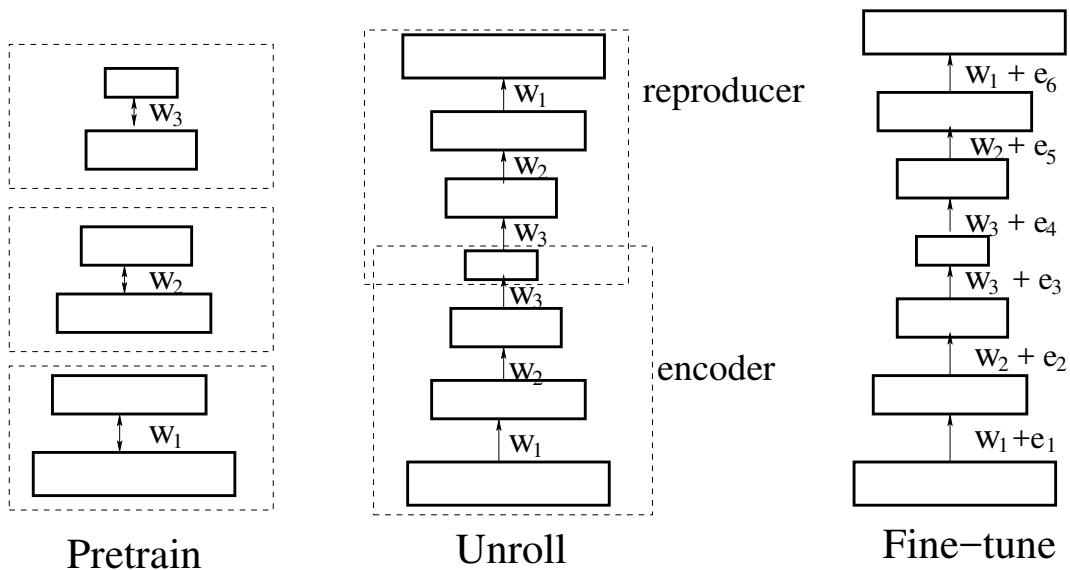 W₃
W₂
W₁
Pretrain
W₁
reproducer
W₂
W₃
W₃
W₂
encoder
W₁
Unroll
W₁ + e₆
W₂ + e₅
W₃ + e₄
W₃ + e₃
W₂ + e₂
W₁ +e₁
Fine−tune